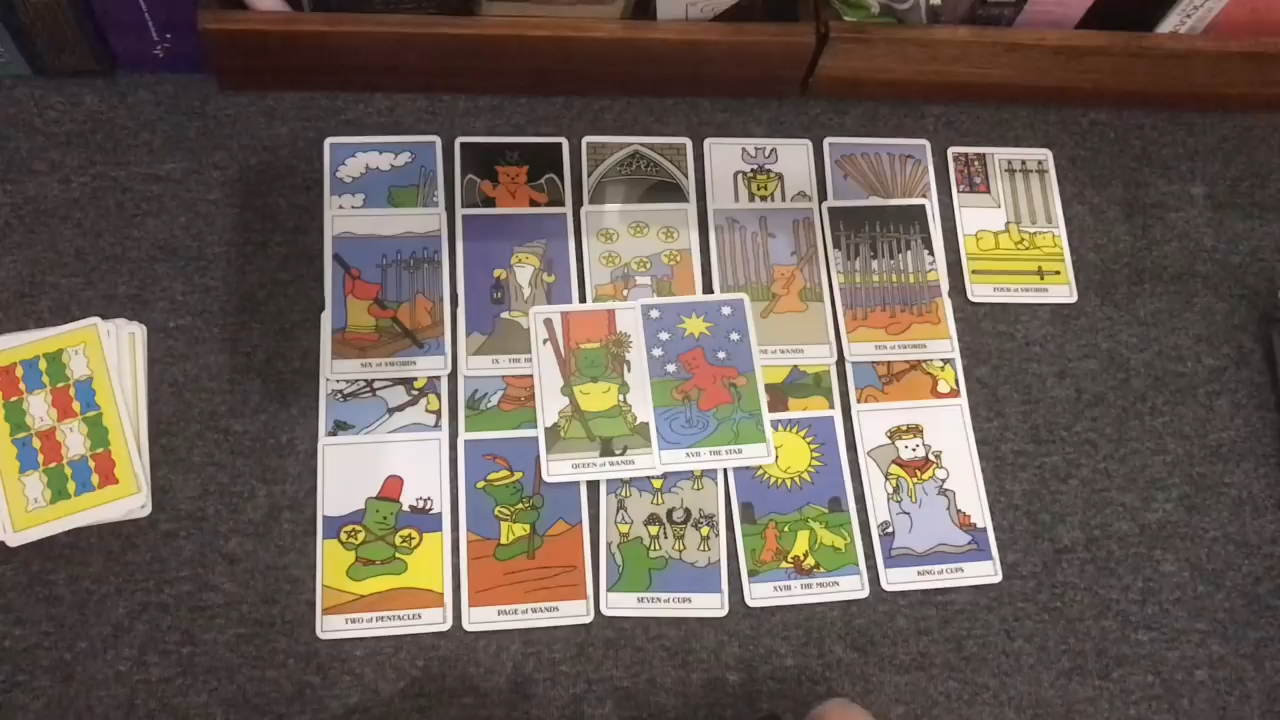 FOUR of SWORDS
SIX of SWORDS
IX · THE
NE of WANDS
TEN of SWORDS
QUEEN of WANDS
XVII · THE STAR
TWO of PENTACLES
PAGE of WANDS
SEVEN of CUPS
XVIII · THE MOON
KING of CUPS